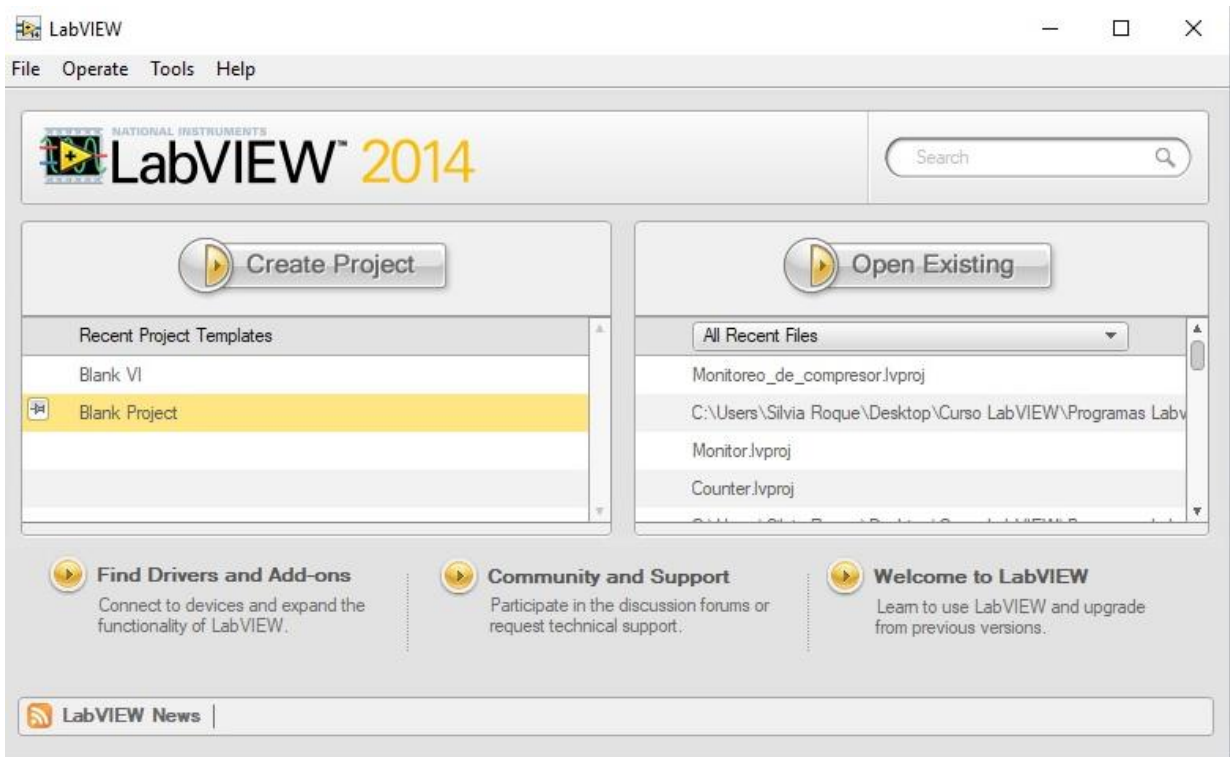 LabVIEW
File Operate Tools Help
NATIONAL INSTRUMENTS
LabVIEW™ 2014
Search
Create Project
Recent Project Templates
Blank VI
Blank Project
Open Existing
All Recent Files
Monitoreo_de_compresor.lvproj
C:\Users\Silvia Roque\Desktop\Curso LabVIEW\Programas Labv
Monitor.lvproj
Counter.lvproj
Find Drivers and Add-ons
Connect to devices and expand the
functionality of LabVIEW.
Community and Support
Participate in the discussion forums or
request technical support.
Welcome to LabVIEW
Learn to use LabVIEW and upgrade
from previous versions.
LabVIEW News